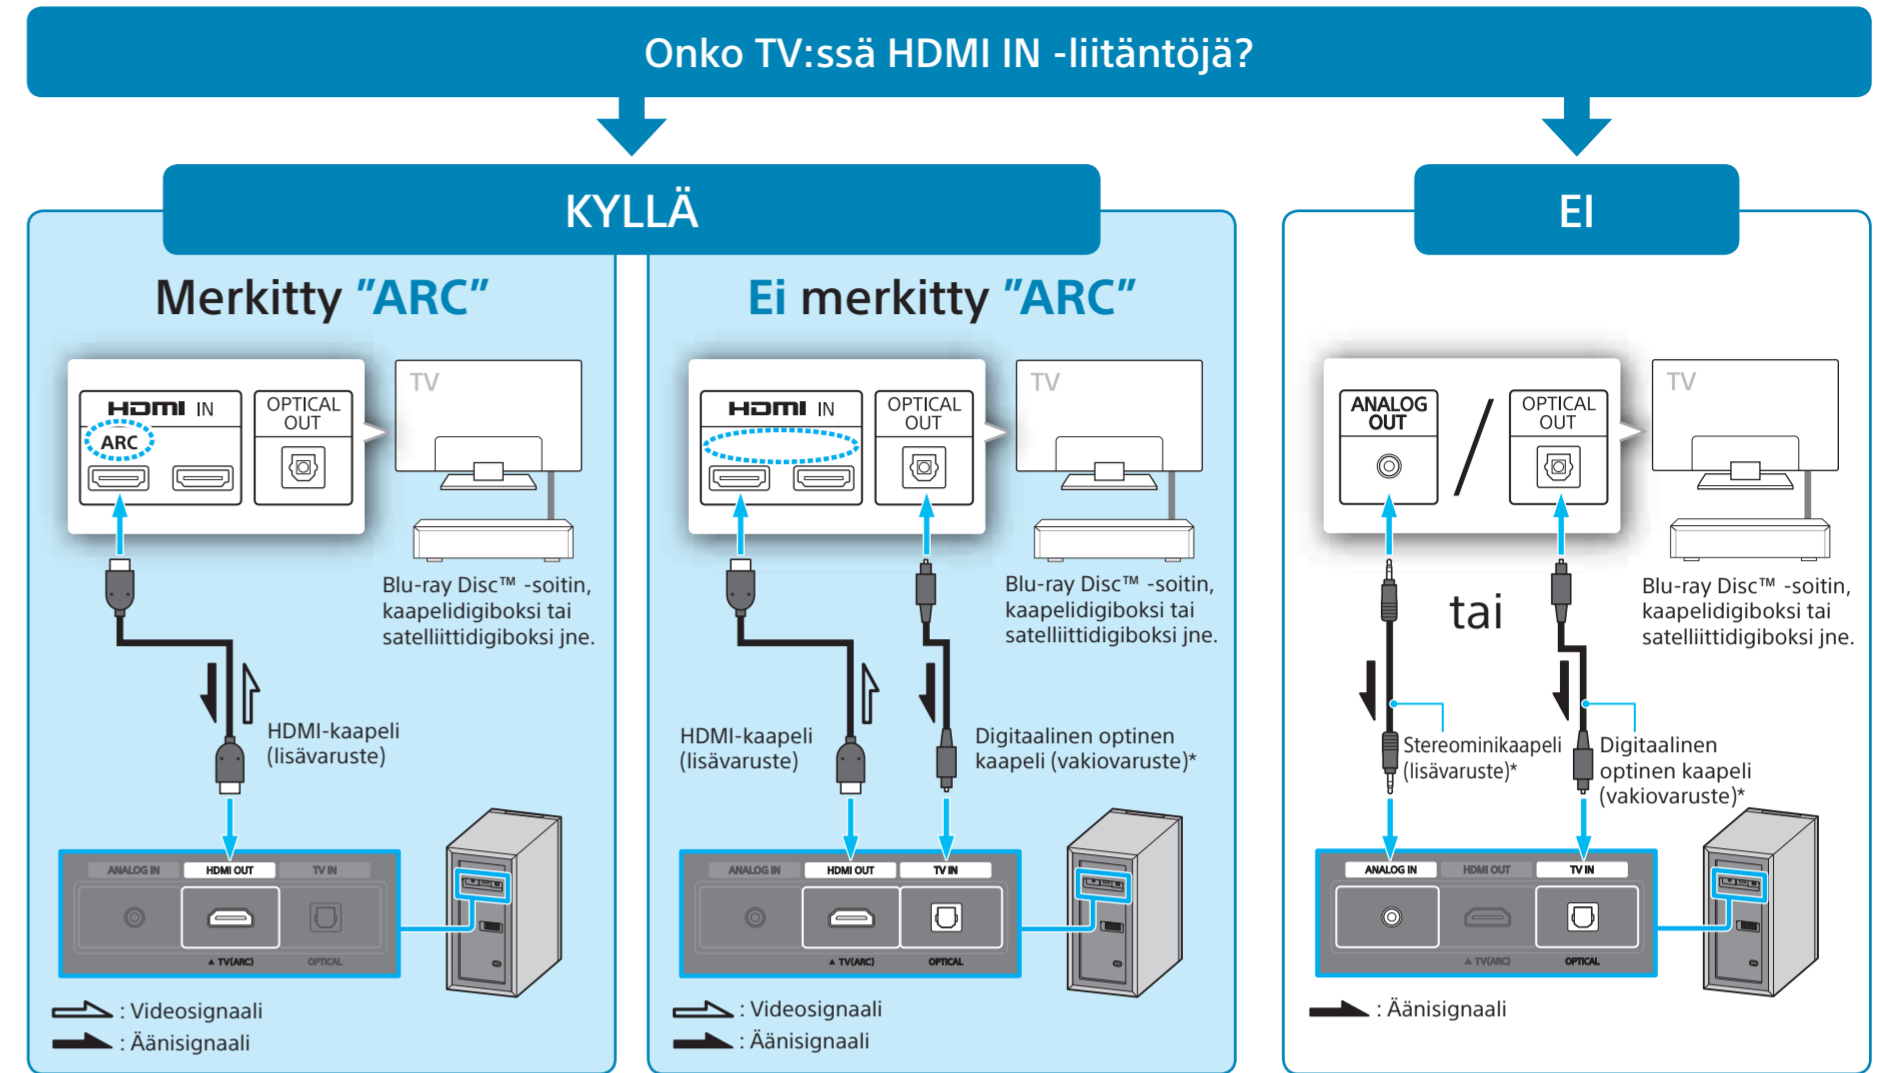 Onko TV:ssä HDMI IN -liitäntöjä?
KYLLÄ
Merkitty "ARC"
HDMI IN
ARC
OPTICAL
OUT
TV
Blu-ray Disc™ -soitin,
kaapelidigiboksi tai
satelliittidigiboksi jne.
HDMI-kaapeli
(lisävaruste)
ANALOG IN HDMI OUT TV IN
▲ TV(ARC) OPTICAL
: Videosignaali
: Äänisignaali
Ei merkitty "ARC"
HDMI IN
OPTICAL
OUT
TV
Blu-ray Disc™ -soitin,
kaapelidigiboksi tai
satelliittidigiboksi jne.
HDMI-kaapeli
(lisävaruste)
Digitaalinen optinen
kaapeli (vakiovaruste)*
ANALOG IN HDMI OUT TV IN
▲ TV(ARC) OPTICAL
: Videosignaali
: Äänisignaali
EI
ANALOG
OUT
/
OPTICAL
OUT
TV
tai
Blu-ray Disc™ -soitin,
kaapelidigiboksi tai
satelliittidigiboksi jne.
Stereominikaapeli
(lisävaruste)*
Digitaalinen
optinen kaapeli
(vakiovaruste)*
ANALOG IN HDMI OUT TV IN
▲ TV(ARC) OPTICAL
: Äänisignaali